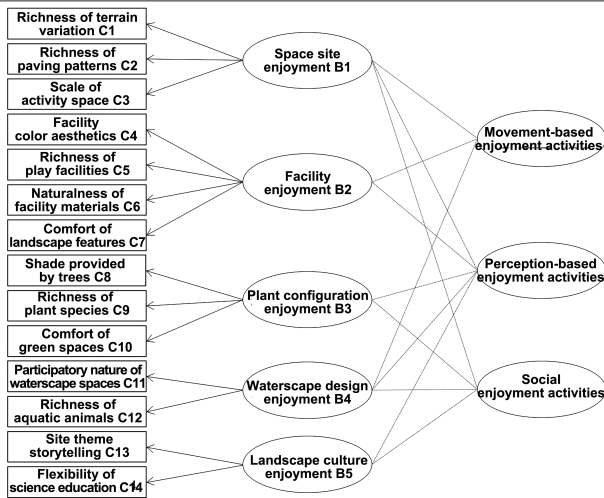 Richness of terrain
variation C1
Richness of
paving patterns C2
Scale of
activity space C3
Facility
color aesthetics C4
Richness of
play facilities C5
Naturalness of
facility materials C6
Comfort of
landscape features C7
Shade provided
by trees C8
Richness of
plant species C9
Comfort of
green spaces C10
Participatory nature of
waterscape spaces C11
Richness of
aquatic animals C12
Site theme
storytelling C13
Flexibility of
science education C14
Space site
enjoyment B1
Facility
enjoyment B2
Plant configuration
enjoyment B3
Waterscape design
enjoyment B4
Landscape culture
enjoyment B5
Movement-based
enjoyment activities
Perception-based
enjoyment activities
Social
enjoyment activities